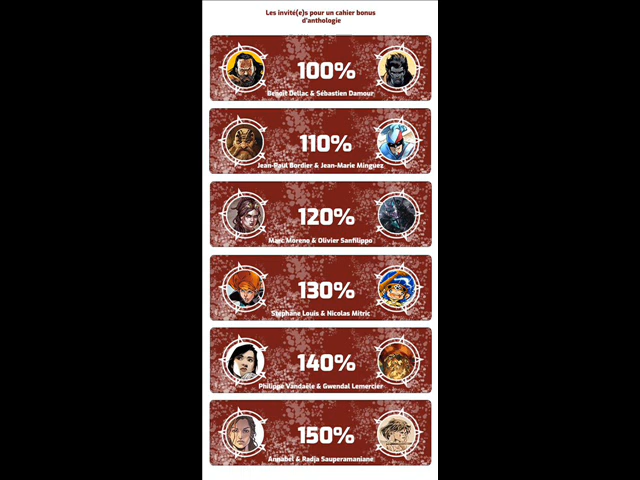 Les invité(e)s pour un cahier bonus
d'anthologie
100%
Benoît Dellac & Sébastien Damour
110%
Jean-Paul Bordier & Jean-Marie Minguez
120%
Marc Moreno & Olivier Sanfilippo
130%
Stéphane Louis & Nicolas Mitric
140%
Philippe Vandaële & Gwendal Lemercier
150%
Annabel & Radja Sauperamaniane